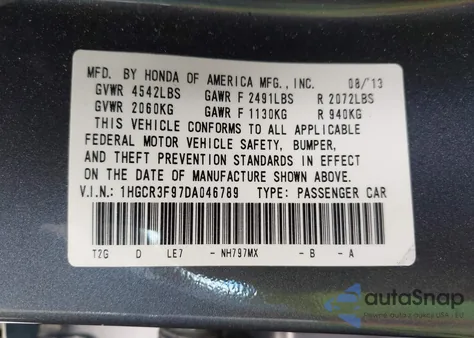 MFD. BY HONDA OF AMERICA MFG., INC. 08/'13
GVWR 4542LBS GAWR F 2491LBS R 2072LBS
GVWR 2060KG GAWR F 1130KG R 940KG
THIS VEHICLE CONFORMS TO ALL APPLICABLE
FEDERAL MOTOR VEHICLE SAFETY, BUMPER,
AND THEFT PREVENTION STANDARDS IN EFFECT
ON THE DATE OF MANUFACTURE SHOWN ABOVE.
V.I.N.: 1HGCR3F97DA046789 TYPE: PASSENGER CAR
T2G D LE7 - NH797MX - B - A
autoSnap